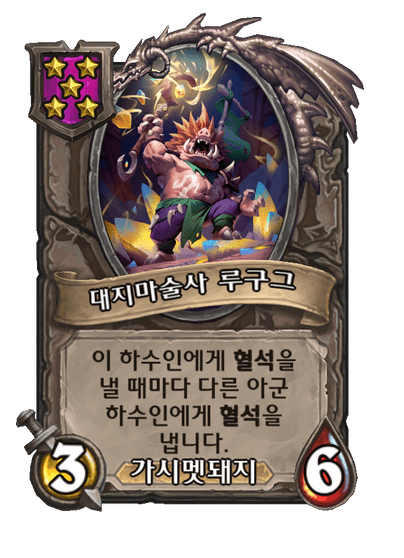 대지마술사 루구그
이 하수인에게 혈석을
낼 때마다 다른 아군
하수인에게 혈석을
냅니다.
가시멧돼지
3
6